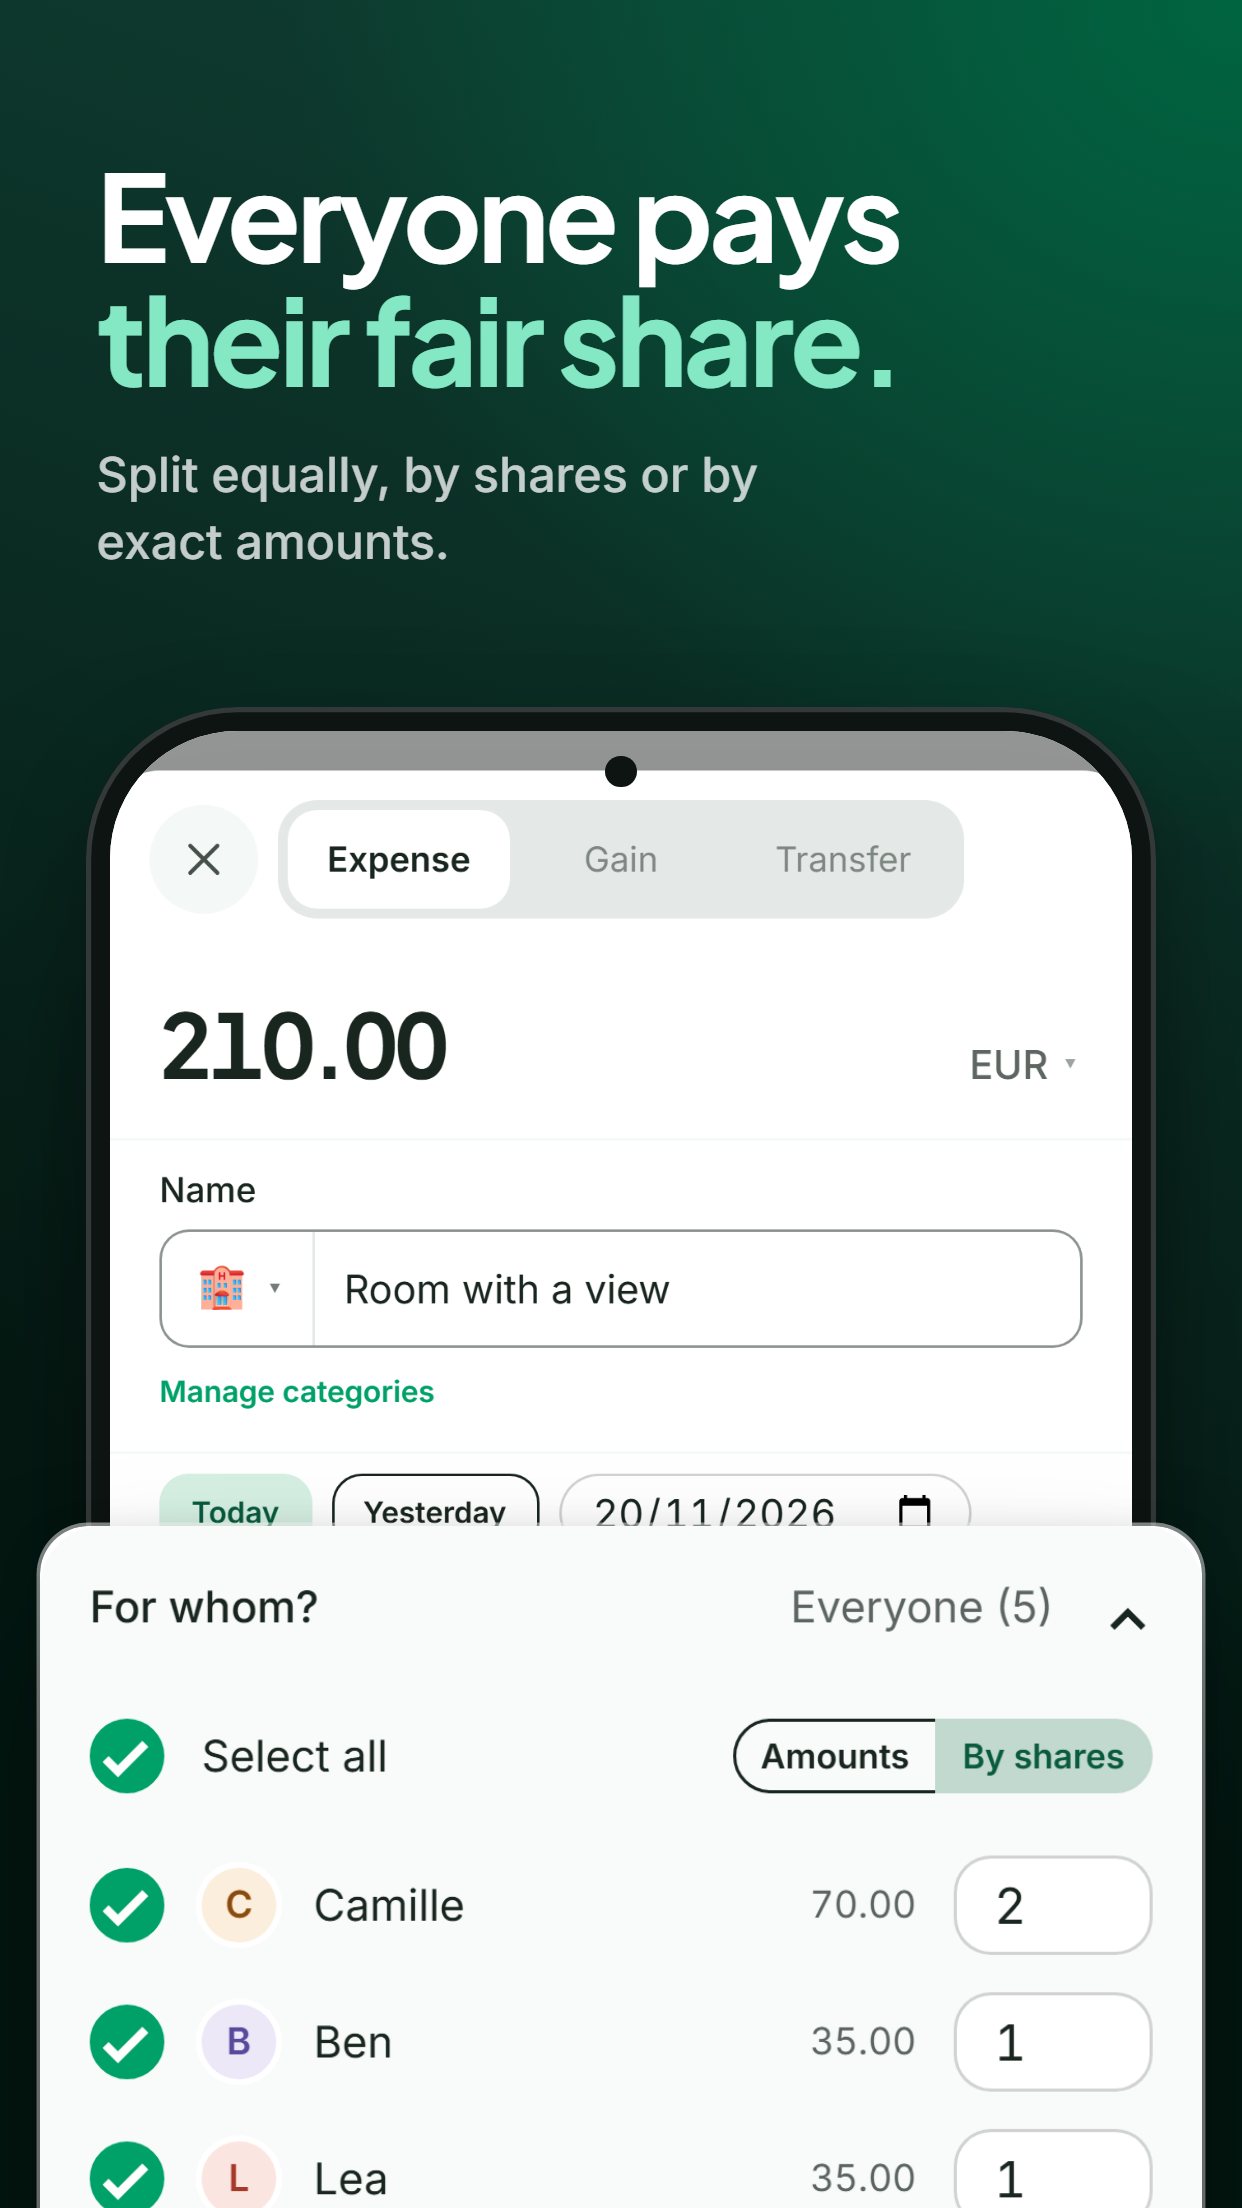 Everyone pays
their fair share.
Split equally, by shares or by
exact amounts.
Expense Gain Transfer
210.00 EUR
Name
H
Room with a view
Manage categories
Today Yesterday 20/11/2026
For whom? Everyone (5)
Select all Amounts By shares
C Camille 70.00 2
B Ben 35.00 1
L Lea 35.00 1